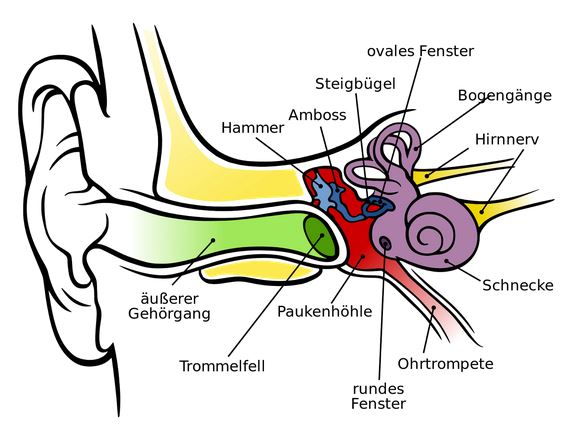 ovales Fenster
Steigbügel
Bogengänge
Amboss
Hammer
Hirnnerv
äußerer
Gehörgang
Paukenhöhle
Schnecke
Trommelfell
Ohrtrompete
rundes
Fenster